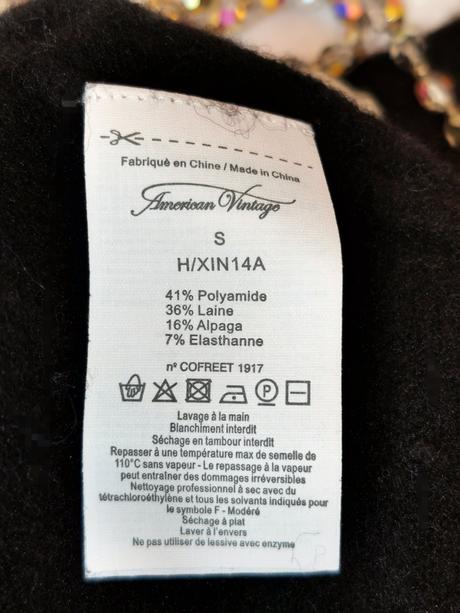 Fabriqué en Chine / Made in China
American Vintage
S
H/XIN14A
41% Polyamide
36% Laine
16% Alpaga
7% Elasthanne
nº COFREET 1917
P
Lavage à la main
Blanchiment interdit
Séchage en tambour interdit
Repasser à une température max de semelle de
110°C sans vapeur - Le repassage à la vapeur
peut entraîner des dommages irréversibles
Nettoyage professionnel à sec avec du
tétrachloroéthylène et tous les solvants indiqués pour
le symbole F - Modéré
Séchage à plat
Laver à l'envers
Ne pas utiliser de lessive avec enzyme